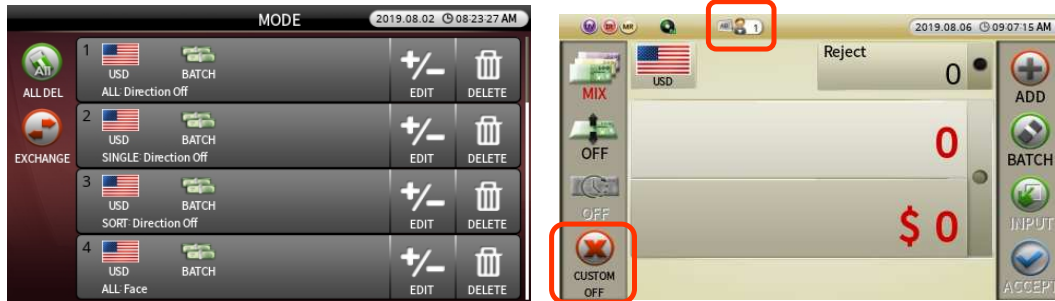 MODE
2019.08.02 08:23:27 AM
All
ALL DEL
EXCHANGE
1
USD
BATCH
ALL: Direction Off
EDIT
DELETE
2
USD
BATCH
SINGLE: Direction Off
EDIT
DELETE
3
USD
BATCH
SORT: Direction Off
EDIT
DELETE
4
USD
BATCH
ALL: Face
EDIT
DELETE
MR
1
2019.08.06 09:07:15 AM
MIX
OFF
OFF
CUSTOM
OFF
USD
Reject
0
0
$ 0
ADD
BATCH
INPUT
ACCEPT